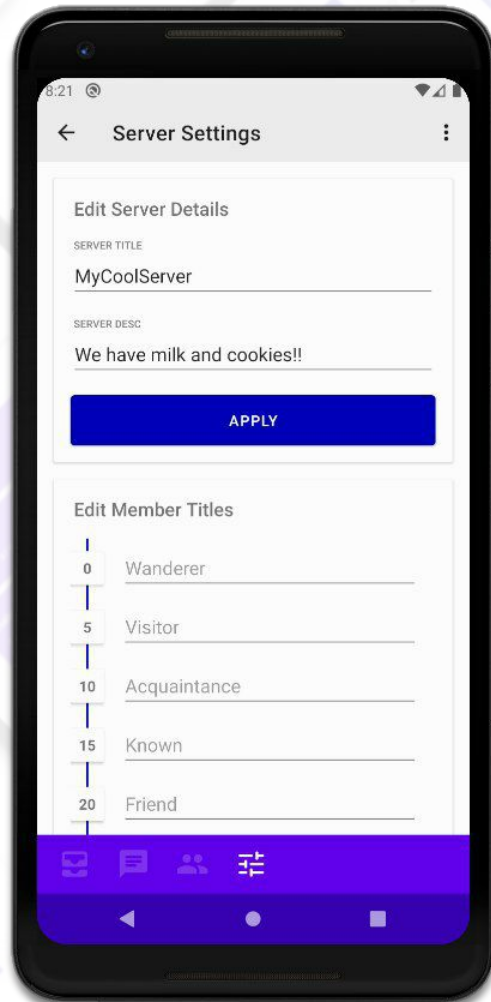 8:21
Server Settings
Edit Server Details
SERVER TITLE
MyCoolServer
SERVER DESC
We have milk and cookies!!
APPLY
Edit Member Titles
0 Wanderer
5 Visitor
10 Acquaintance
15 Known
20 Friend